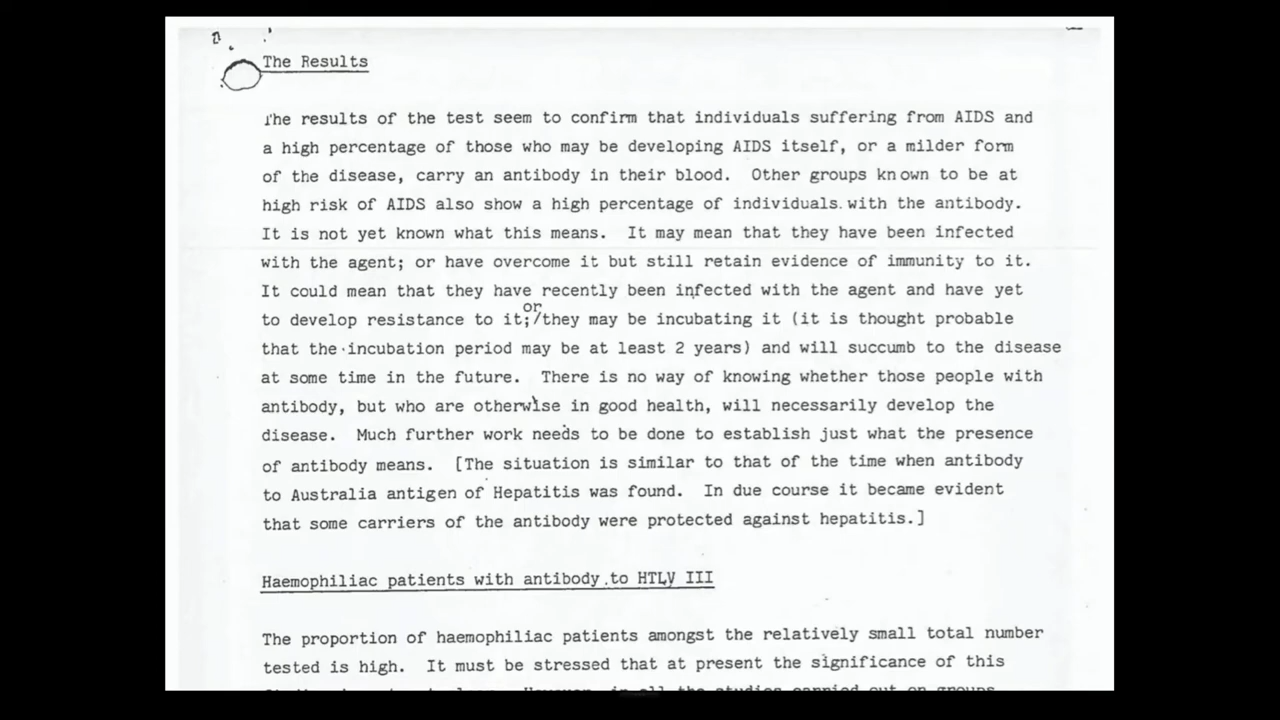 The Results
The results of the test seem to confirm that individuals suffering from AIDS and
a high percentage of those who may be developing AIDS itself, or a milder form
of the disease, carry an antibody in their blood. Other groups known to be at
high risk of AIDS also show a high percentage of individuals with the antibody.
It is not yet known what this means. It may mean that they have been infected
with the agent; or have overcome it but still retain evidence of immunity to it.
It could mean that they have recently been infected with the agent and have yet
or
to develop resistance to it;/they may be incubating it (it is thought probable
that the incubation period may be at least 2 years) and will succumb to the disease
at some time in the future. There is no way of knowing whether those people with
antibody, but who are otherwise in good health, will necessarily develop the
disease. Much further work needs to be done to establish just what the presence
of antibody means. [The situation is similar to that of the time when antibody
to Australia antigen of Hepatitis was found. In due course it became evident
that some carriers of the antibody were protected against hepatitis.]
Haemophiliac patients with antibody to HTLV III
The proportion of haemophiliac patients amongst the relatively small total number
tested is high. It must be stressed that at present the significance of this
However, in all the studies carried out on groups